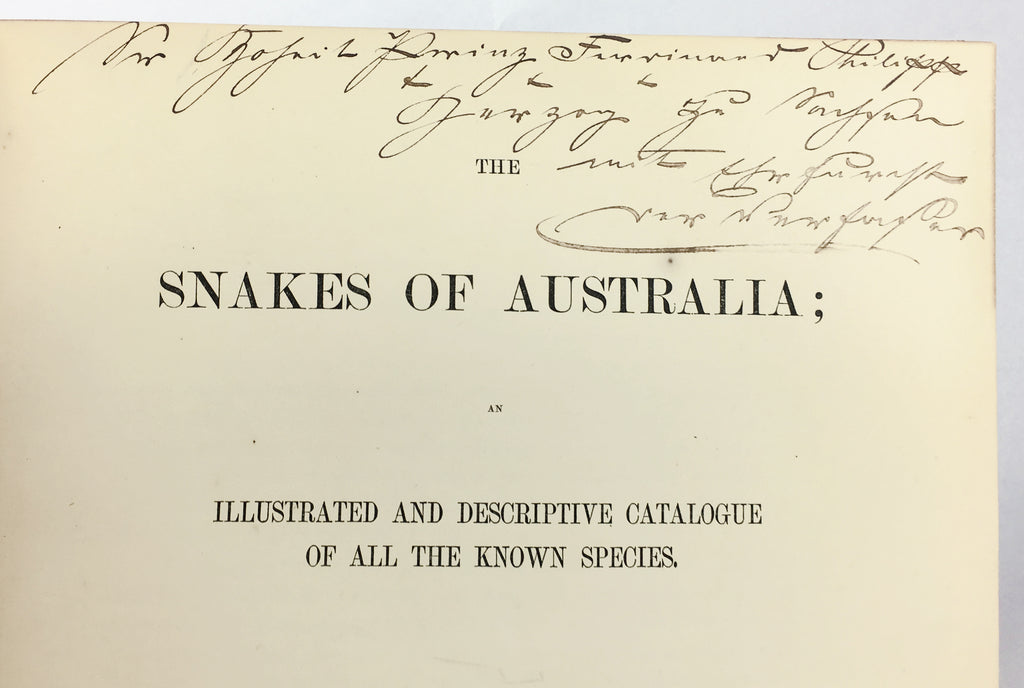 Sr Hoheit Prinz Ferdinand Philipp
Herzog zu Sachsen
mit Ehrfurcht
der Verfasser
THE
SNAKES OF AUSTRALIA;
AN
ILLUSTRATED AND DESCRIPTIVE CATALOGUE
OF ALL THE KNOWN SPECIES.